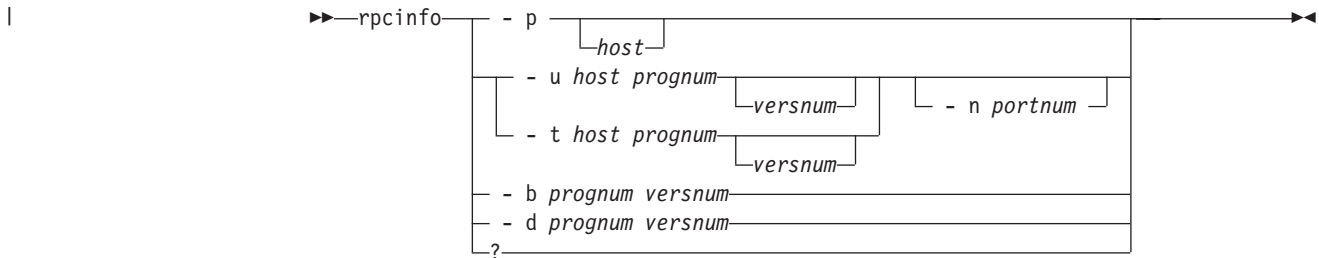 | ►►—rpcinfo — - p
host
- u host prognum
versnum - n portnum
- t host prognum
versnum
- b prognum versnum
- d prognum versnum
?